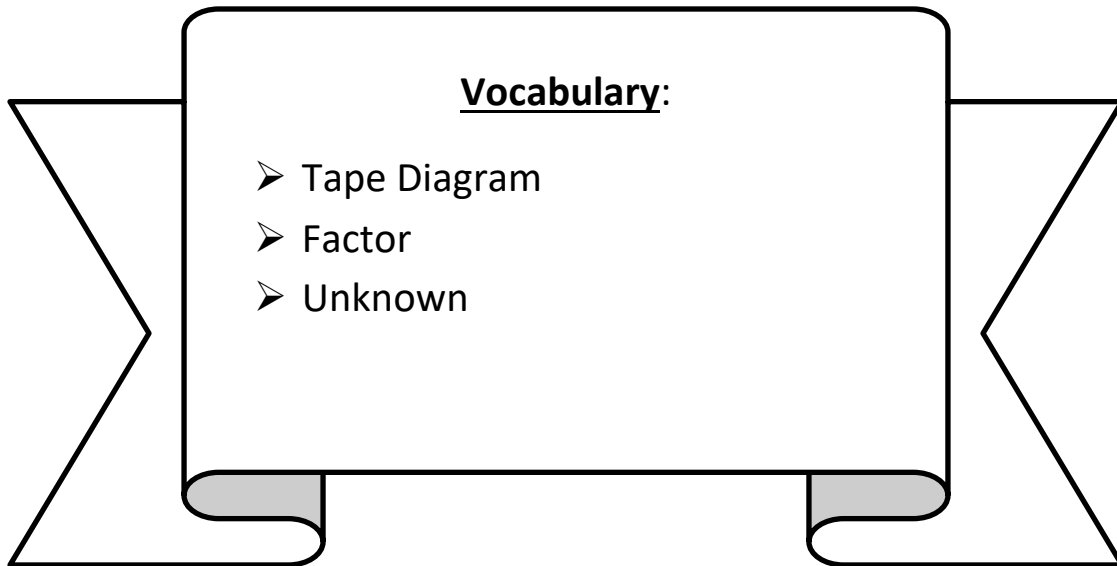 Vocabulary:
➢ Tape Diagram
➢ Factor
➢ Unknown